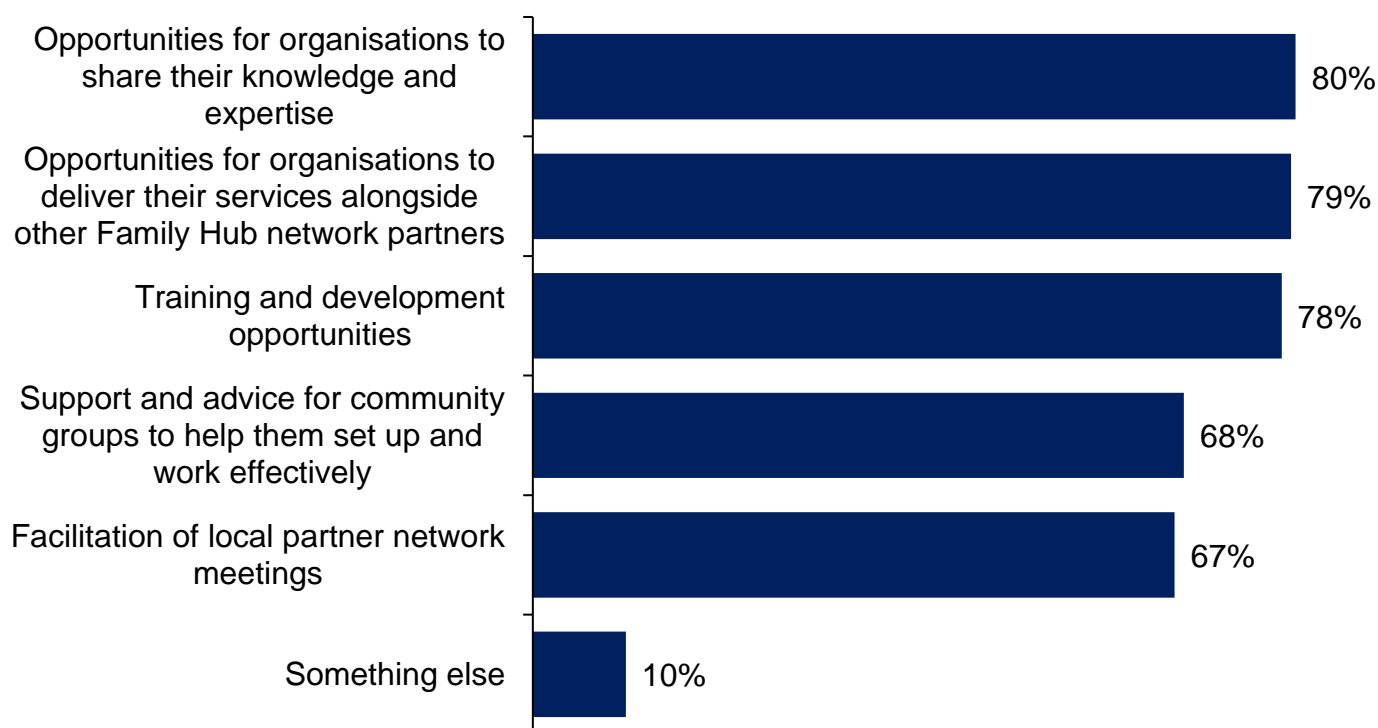 Opportunities for organisations to
share their knowledge and
expertise
80%
Opportunities for organisations to
deliver their services alongside
other Family Hub network partners
79%
Training and development
opportunities
78%
Support and advice for community
groups to help them set up and
work effectively
68%
Facilitation of local partner network
meetings
67%
Something else
10%